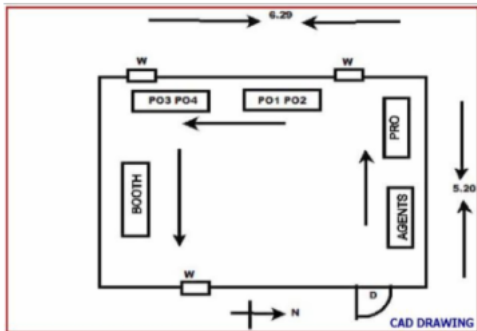 6.29
W
W
PO3 PO4
PO1 PO2
PRO
BOOTH
5.20
AGENTS
W
N
D
CAD DRAWING